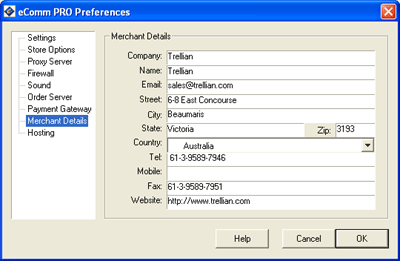 eComm PRO Preferences
Settings
Store Options
Proxy Server
Firewall
Sound
Order Server
Payment Gateway
Merchant Details
Hosting
Merchant Details
Company: Trellian
Name: Trellian
Email: sales@trellian.com
Street: 6-8 East Concourse
City: Beaumaris
State: Victoria Zip: 3193
Country: Australia
Tel: 61-3-9589-7946
Mobile:
Fax: 61-3-9589-7951
Website: http://www.trellian.com
Help Cancel OK